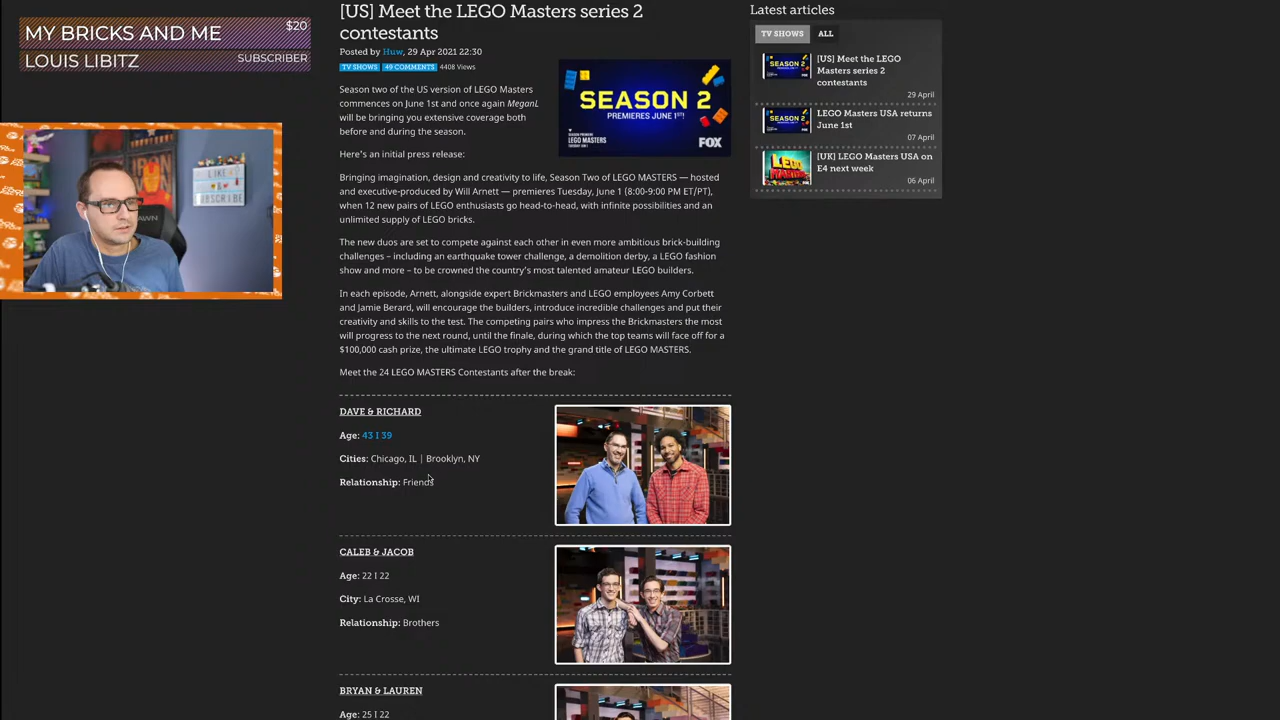 MY BRICKS AND ME
$20
LOUIS LIBITZ
SUBSCRIBER
[US] Meet the LEGO Masters series 2
contestants
Posted by Huw, 29 Apr 2021 22:30
TV SHOWS 49 COMMENTS 4408 Views
Season two of the US version of LEGO Masters
commences on June 1st and once again MeganL
will be bringing you extensive coverage both
before and during the season.
Here's an initial press release:
SEASON 2
PREMIERES JUNE 1ST!
SEASON PREMIERE
LEGO MASTERS
FOX
Bringing imagination, design and creativity to life, Season Two of LEGO MASTERS — hosted
and executive-produced by Will Arnett — premieres Tuesday, June 1 (8:00-9:00 PM ET/PT),
when 12 new pairs of LEGO enthusiasts go head-to-head, with infinite possibilities and an
unlimited supply of LEGO bricks.
The new duos are set to compete against each other in even more ambitious brick-building
challenges – including an earthquake tower challenge, a demolition derby, a LEGO fashion
show and more – to be crowned the country's most talented amateur LEGO builders.
In each episode, Arnett, alongside expert Brickmasters and LEGO employees Amy Corbett
and Jamie Berard, will encourage the builders, introduce incredible challenges and put their
creativity and skills to the test. The competing pairs who impress the Brickmasters the most
will progress to the next round, until the finale, during which the top teams will face off for a
$100,000 cash prize, the ultimate LEGO trophy and the grand title of LEGO MASTERS.
Meet the 24 LEGO MASTERS Contestants after the break:
DAVE & RICHARD
Age: 43 I 39
Cities: Chicago, IL | Brooklyn, NY
Relationship: Friends
CALEB & JACOB
Age: 22 I 22
City: La Crosse, WI
Relationship: Brothers
BRYAN & LAUREN
Age: 25 I 22
Latest articles
TV SHOWS ALL
SEASON 2
[US] Meet the LEGO
Masters series 2
contestants
29 April
SEASON 2
LEGO Masters USA returns
June 1st
07 April
LEGO
MASTERS
[UK] LEGO Masters USA on
E4 next week
06 April
LIKE
SUBSCRIBE